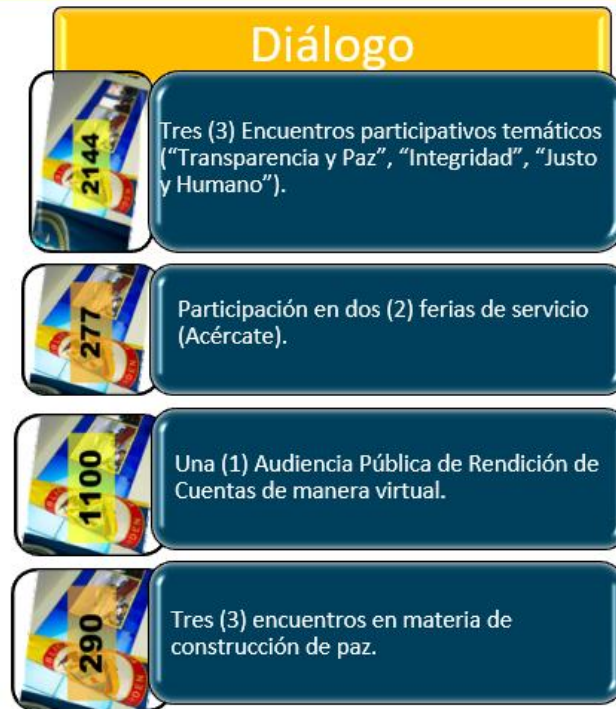 Diálogo
2144
Tres (3) Encuentros participativos temáticos
(“Transparencia y Paz”, “Integridad”, “Justo
y Humano”).
277
Participación en dos (2) ferias de servicio
(Acércate).
1100
Una (1) Audiencia Pública de Rendición de
Cuentas de manera virtual.
290
Tres (3) encuentros en materia de
construcción de paz.